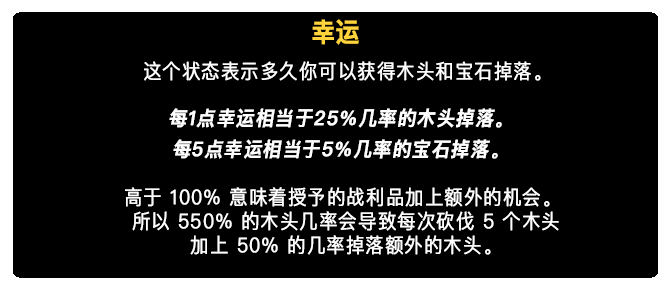 幸运
这个状态表示多久你可以获得木头和宝石掉落。
每1点幸运相当于25%几率的木头掉落。
每5点幸运相当于5%几率的宝石掉落。
高于 100% 意味着授予的战利品加上额外的机会。
所以 550% 的木头几率会导致每次砍伐 5 个木头
加上 50% 的几率掉落额外的木头。